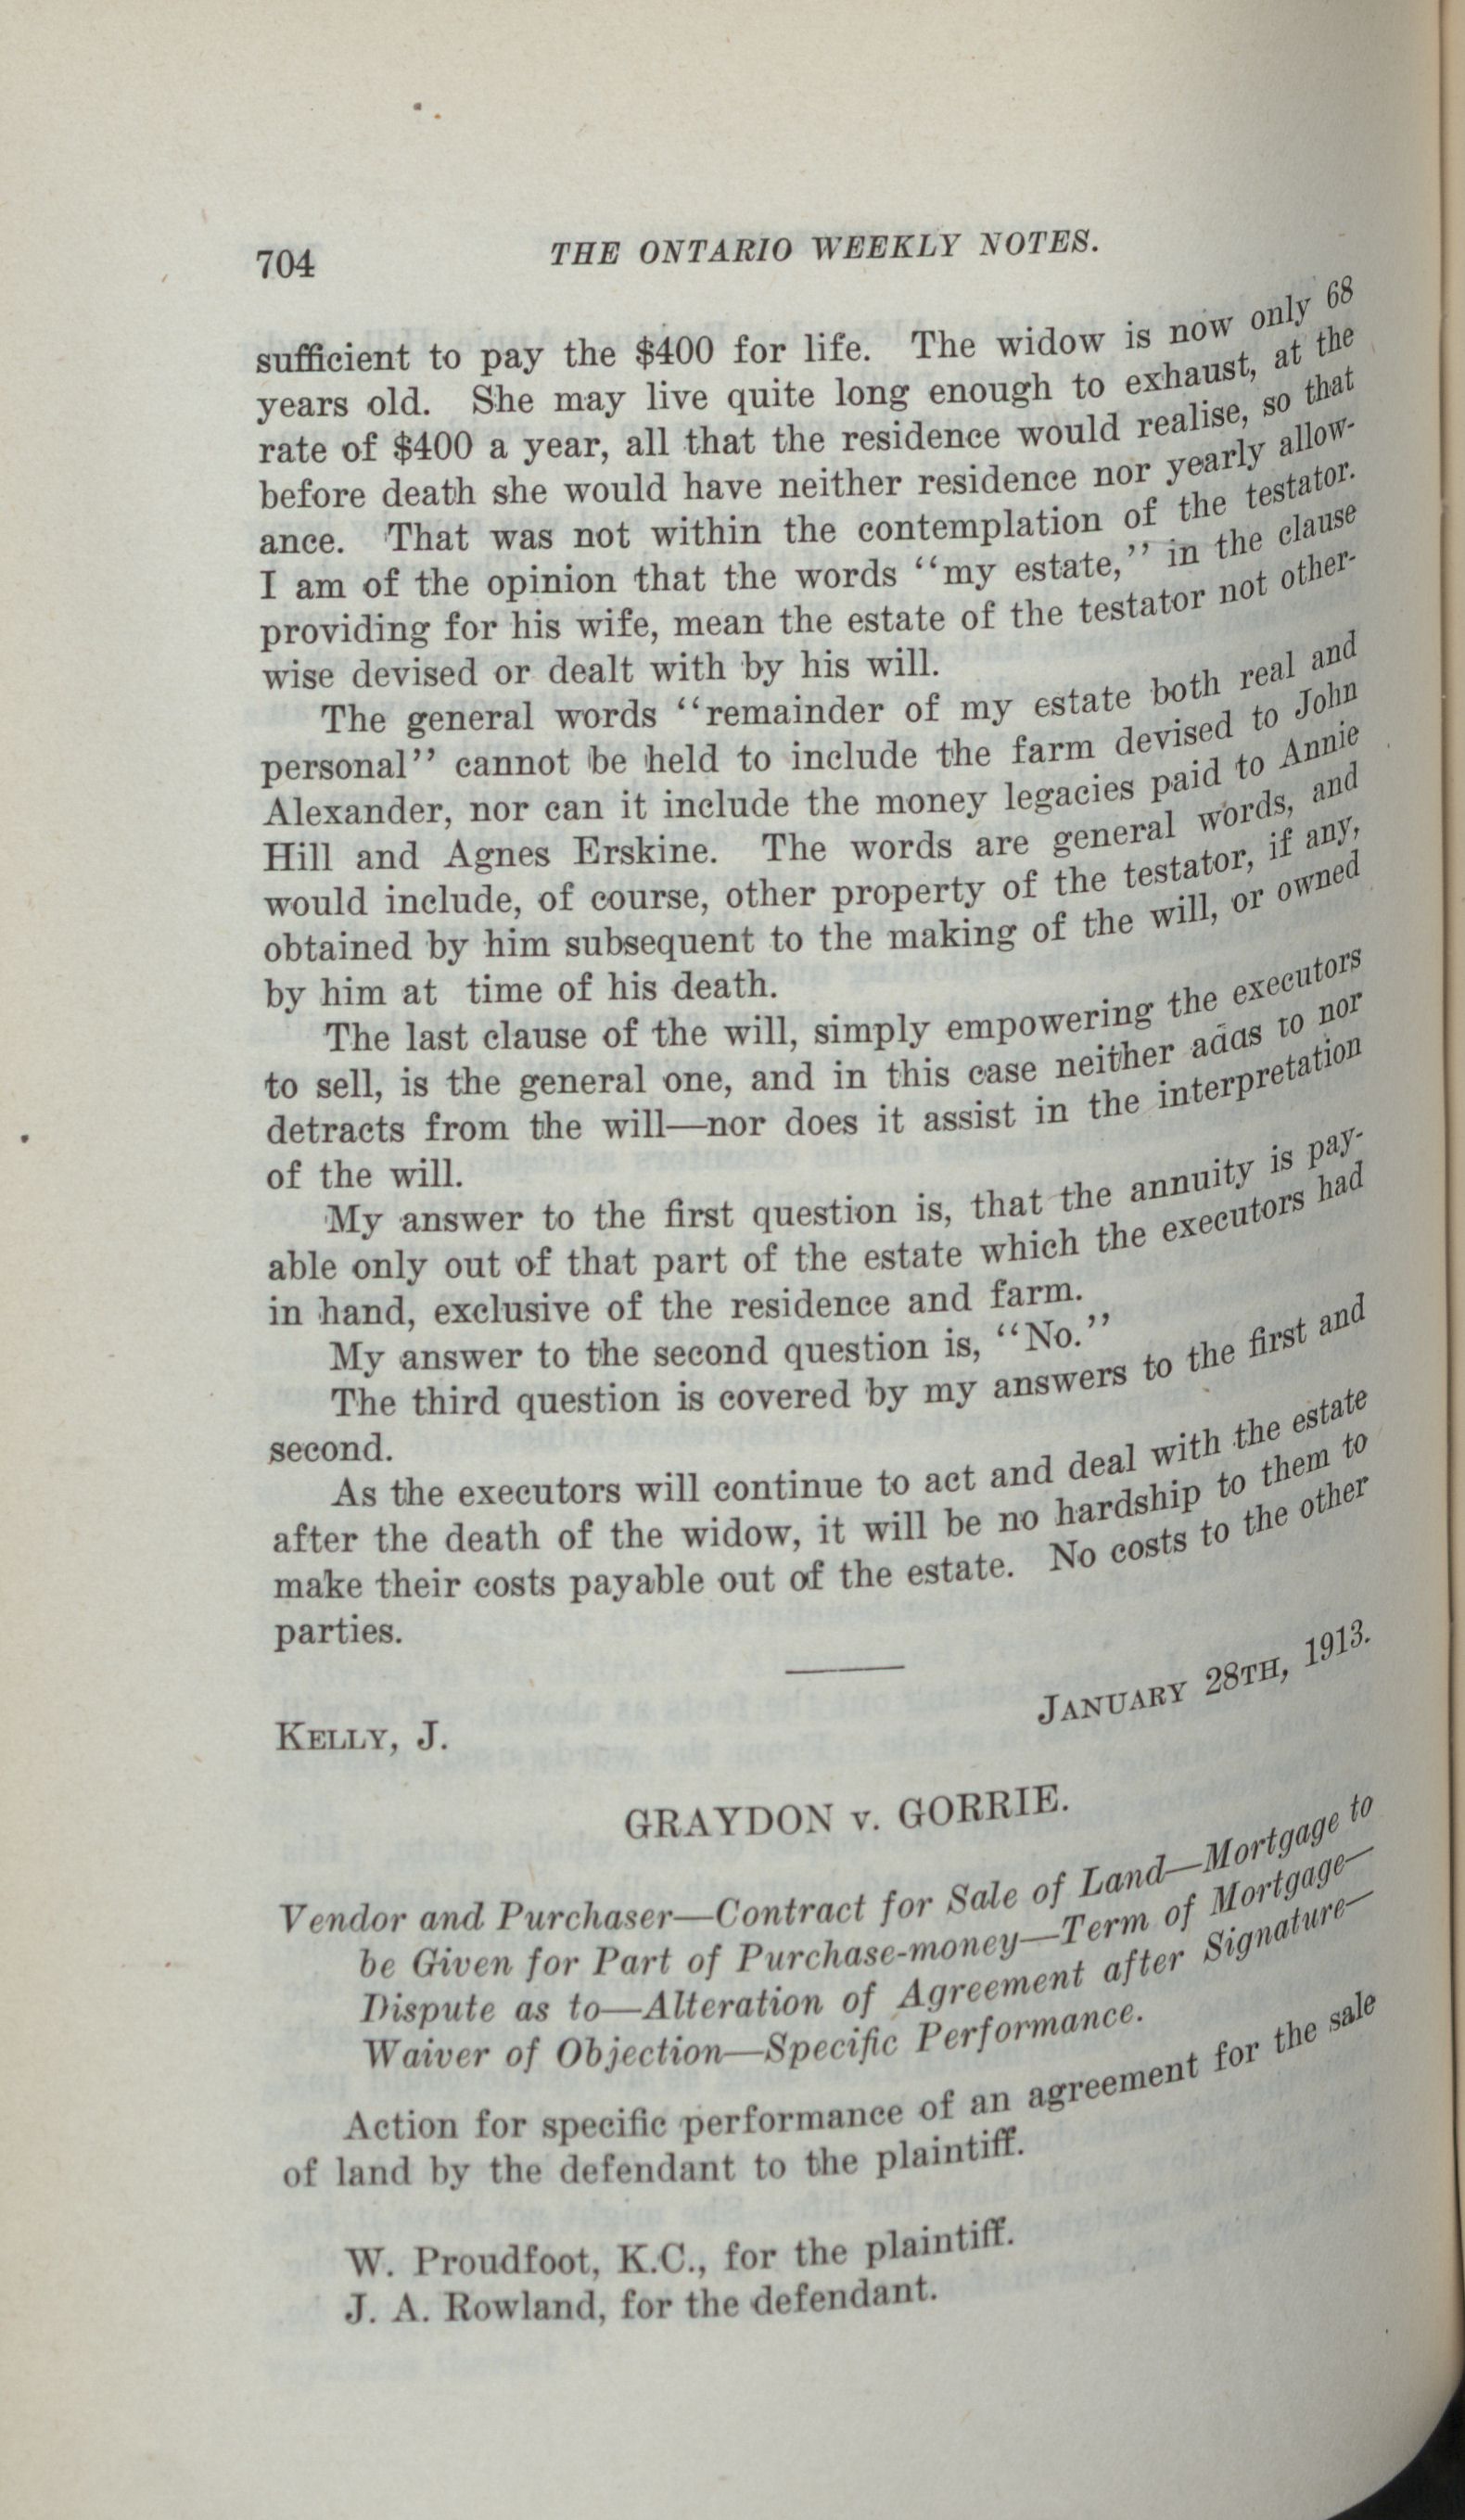 704
THE ONTARIO WEEKLY NOTES.
sufficient to pay the $400 for life. The widow is now only 68
years old. She may live quite long enough to exhaust, at the
rate of $400 a year, all that the residence would realise, so that
before death she would have neither residence nor yearly allow-
ance. That was not within the contemplation of the testator.
I am of the opinion that the words "my estate," in the clause
providing for his wife, mean the estate of the testator not other-
wise devised or dealt with by his will.
The general words "remainder of my estate both real and
personal" cannot be held to include the farm devised to John
Alexander, nor can it include the money legacies paid to Annie
Hill and Agnes Erskine. The words are general words, and
would include, of course, other property of the testator, if any,
obtained by him subsequent to the making of the will, or owned
by him at time of his death.
The last clause of the will, simply empowering the executors
to sell, is the general one, and in this case neither adds to nor
detracts from the will—nor does it assist in the interpretation
of the will.
My answer to the first question is, that the annuity is pay-
able only out of that part of the estate which the executors had
in hand, exclusive of the residence and farm.
My answer to the second question is, "No."
The third question is covered by my answers to the first and
second.
As the executors will continue to act and deal with the estate
after the death of the widow, it will be no hardship to them to
make their costs payable out of the estate. No costs to the other
parties.
KELLY, J.
JANUARY 28TH, 1913.
GRAYDON v. GORRIE.
Vendor and Purchaser—Contract for Sale of Land—Mortgage to
be Given for Part of Purchase-money—Term of Mortgage—
Dispute as to—Alteration of Agreement after Signature—
Waiver of Objection—Specific Performance.
Action for specific performance of an agreement for the sale
of land by the defendant to the plaintiff.
W. Proudfoot, K.C., for the plaintiff.
J. A. Rowland, for the defendant.